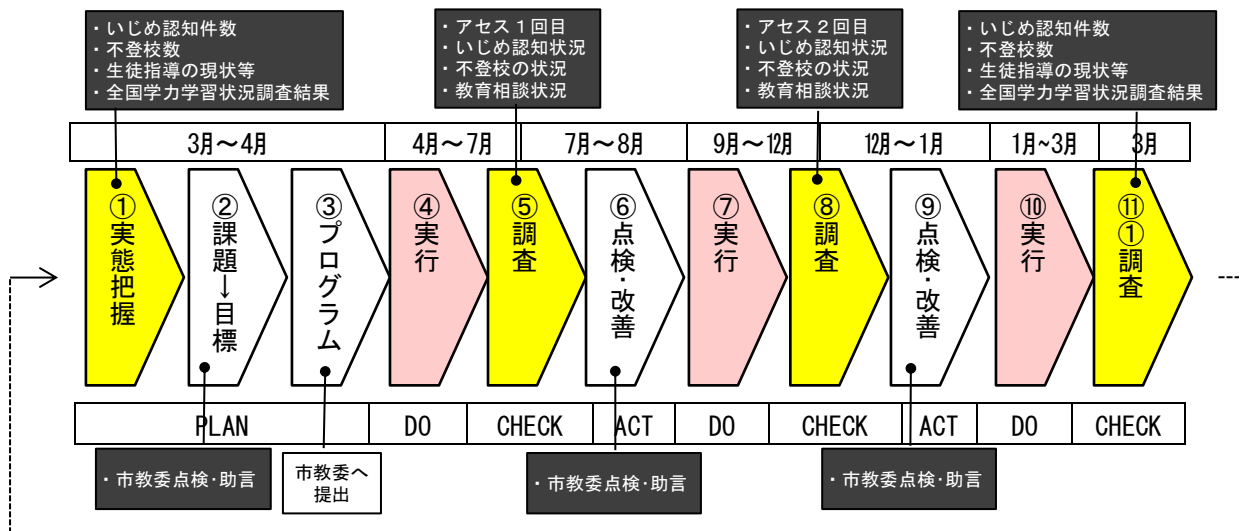 ・いじめ認知件数
・不登校数
・生徒指導の現状等
・全国学力学習状況調査結果
・アセス１回目
・いじめ認知状況
・不登校の状況
・教育相談状況
・アセス２回目
・いじめ認知状況
・不登校の状況
・教育相談状況
・いじめ認知件数
・不登校数
・生徒指導の現状等
・全国学力学習状況調査結果
3月～4月
4月～7月
7月～8月
9月～12月
12月～1月
1月~3月
3月
①実態把握
②課題→目標
③プログラム
④実行
⑤調査
⑥点検・改善
⑦実行
⑧調査
⑨点検・改善
⑩実行
⑪①調査
PLAN
DO
CHECK
ACT
DO
CHECK
ACT
DO
CHECK
・市教委点検・助言
市教委へ
提出
・市教委点検・助言
・市教委点検・助言